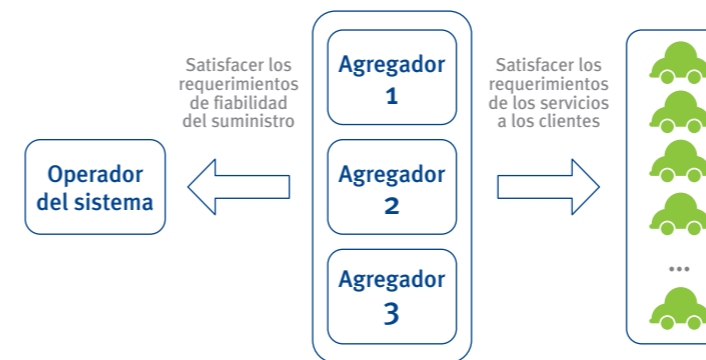 Operador
del sistema
Satisfacer los
requerimientos
de fiabilidad
del suministro
Agregador
1
Agregador
2
Agregador
3
Satisfacer los
requerimientos
de los servicios
a los clientes
...